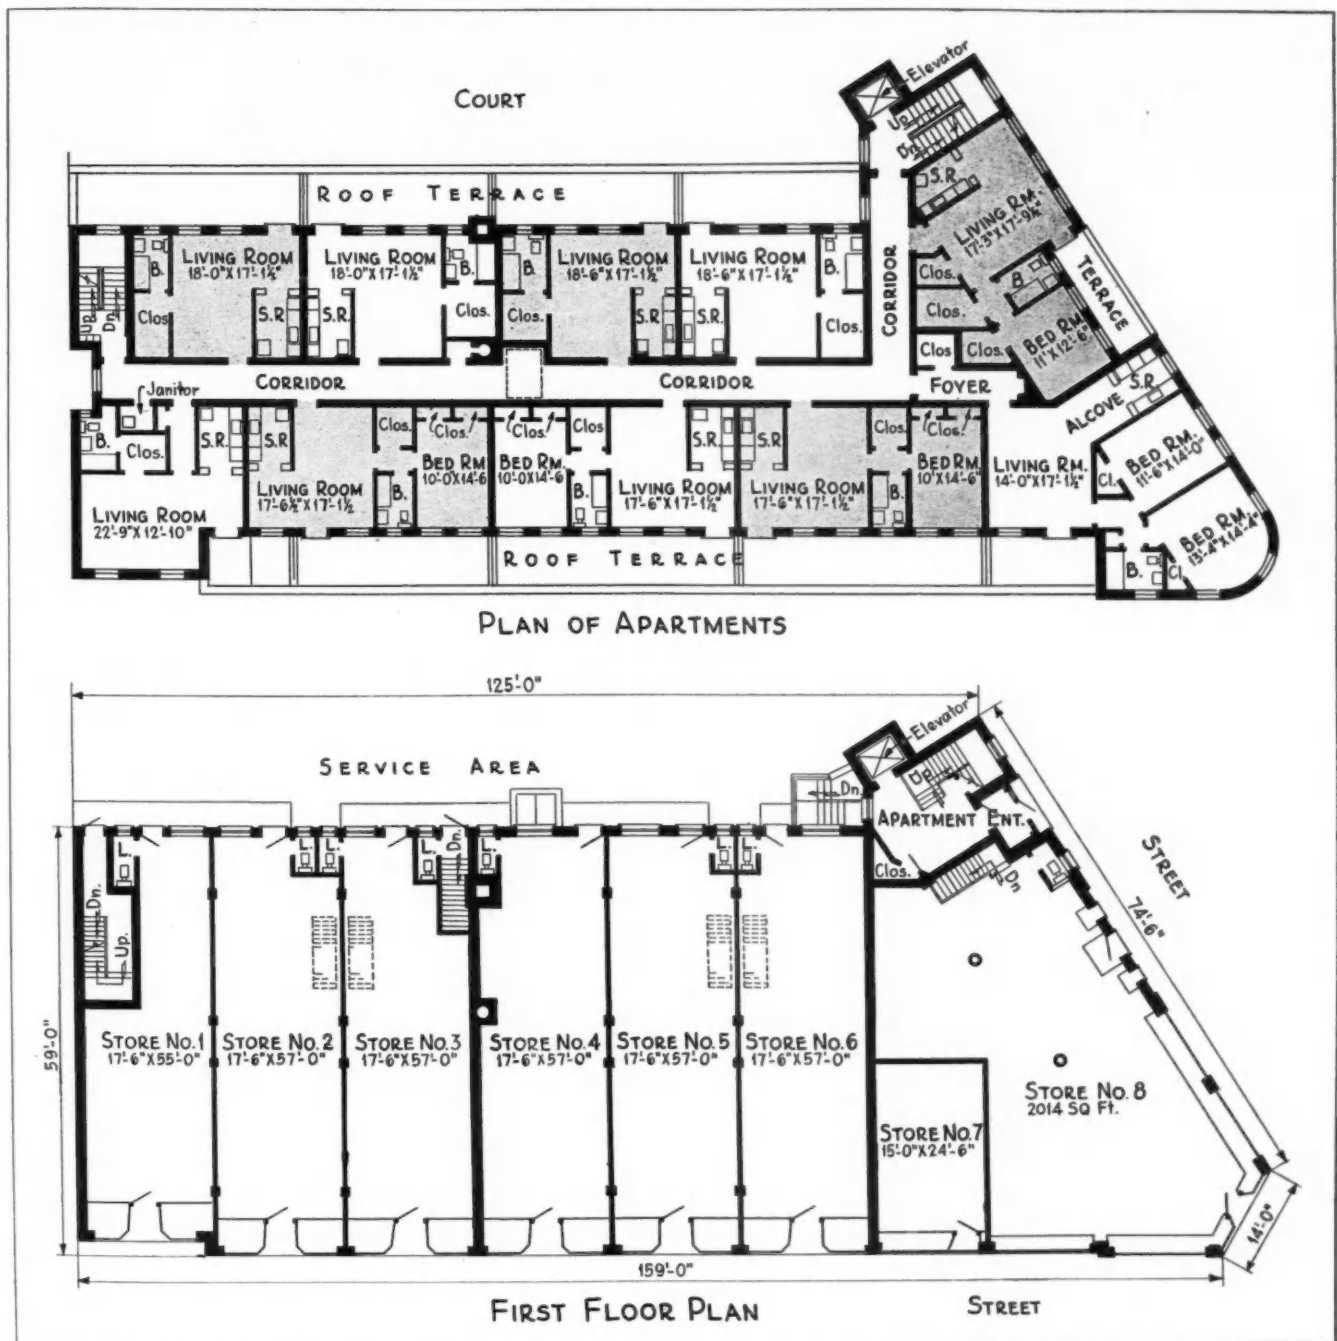 COURT
Elevator
Up
Dn.
ROOF TERRACE
S.R.
LIVING RM.
17'-3"X17'-9½"
B.
LIVING ROOM
18'-0"X17'-1½"
LIVING ROOM
18'-0"X17'-1½"
B.
B.
LIVING ROOM
18'-6"X17'-1½"
LIVING ROOM
18'-6"X17'-1½"
B.
CORRIDOR
Clos.
B.
TERRACE
Up
Dn.
Clos.
S.R.
S.R.
Clos.
Clos.
S.R.
S.R.
Clos.
Clos.
Clos.
Clos.
BED RM.
11'X12'-6"
CORRIDOR
CORRIDOR
FOYER
S.R.
ALCOVE
Janitor
B.
Clos.
S.R.
S.R.
Clos.
Clos.
Clos.
Clos
S.R.
S.R.
Clos.
Clos.
BED RM.
10'-0"X14'-6
BED RM.
10'-0X14'-6
BED RM.
10'X14'-6"
LIVING RM.
14'-0"X17'-1½"
BED RM.
11'-6"X14'-0"
Cl.
LIVING ROOM
22'-9"X12'-10"
LIVING ROOM
17'-6½"X17'-1½
B.
B.
LIVING ROOM
17'-6"X17'-1½"
LIVING ROOM
17'-6"X17'-1½"
B.
BED RM.
13'-4"X14'-4"
B.
Cl.
ROOF TERRACE
PLAN OF APARTMENTS
125'-0"
Elevator
SERVICE AREA
Up
Dn.
APARTMENT ENT.
STREET
74'-6"
L.
L.
L.
L.
Dn.
L.
L.
L.
Clos.
Dn
L.
Dn.
Up.
59'-0"
STORE NO.1
17'-6"X55'-0"
STORE NO.2
17'-6"X57'-0"
STORE NO.3
17'-6"X57'-0"
STORE NO.4
17'-6"X57'-0"
STORE NO.5
17'-6"X57'-0"
STORE NO.6
17'-6"X57'-0"
STORE NO.8
2014 SQ FT.
STORE NO.7
15'-0"X24'-6"
14'-0"
159'-0"
FIRST FLOOR PLAN
STREET